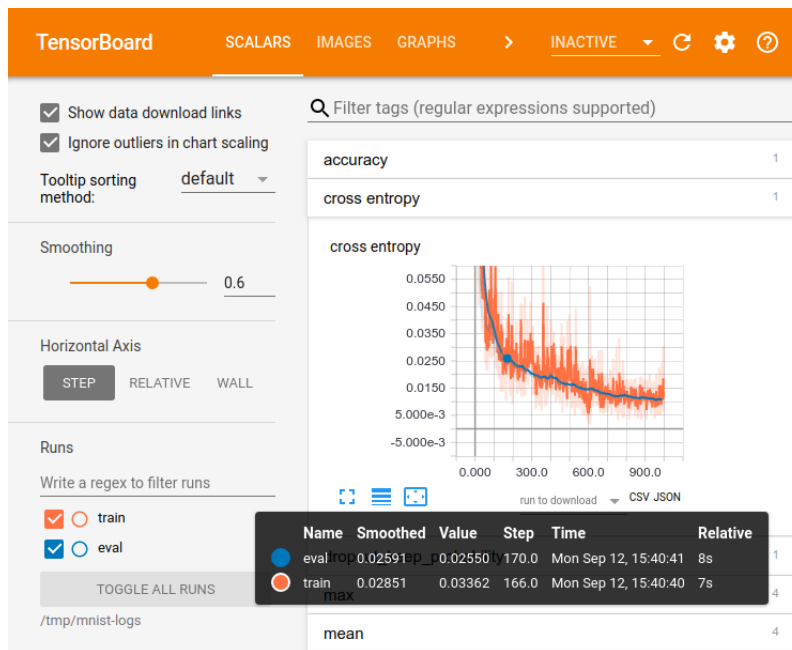 TensorBoard SCALARS IMAGES GRAPHS INACTIVE
Show data download links
Ignore outliers in chart scaling
Tooltip sorting method: default
Smoothing
0.6
Horizontal Axis
STEP RELATIVE WALL
Runs
Write a regex to filter runs
train
eval
TOGGLE ALL RUNS
/tmp/mnist-logs
Filter tags (regular expressions supported)
accuracy 1
cross entropy 1
cross entropy
0.0550
0.0450
0.0350
0.0250
0.0150
5.000e-3
-5.000e-3
0.000 300.0 600.0 900.0
run to download CSV JSON
Name Smoothed Value Step Time Relative
eval 0.02591 0.02550 170.0 Mon Sep 12, 15:40:41 8s
train 0.02851 0.03362 166.0 Mon Sep 12, 15:40:40 7s
1
max 4
mean 4